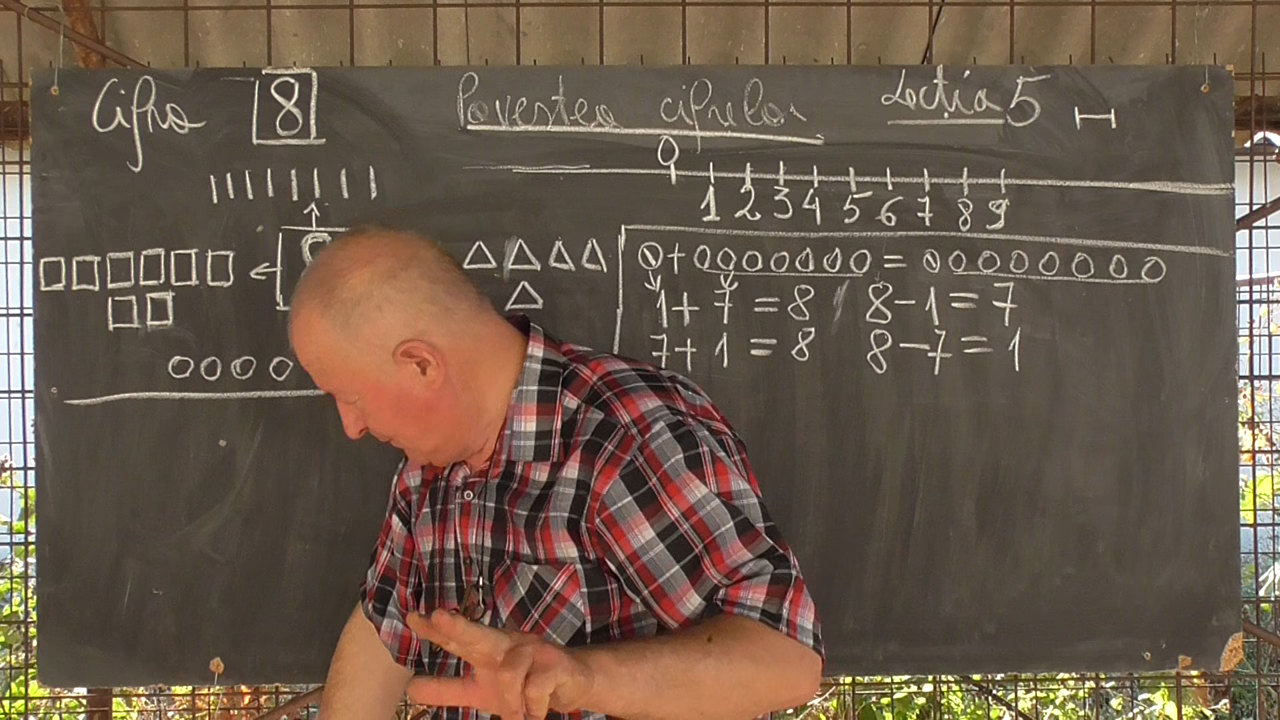 Cifra 8 Povestea cifrelor Lecția 5
0
1 2 3 4 5 6 7 8 9
1 + 7 = 8 8 - 1 = 7
7 + 1 = 8 8 - 7 = 1